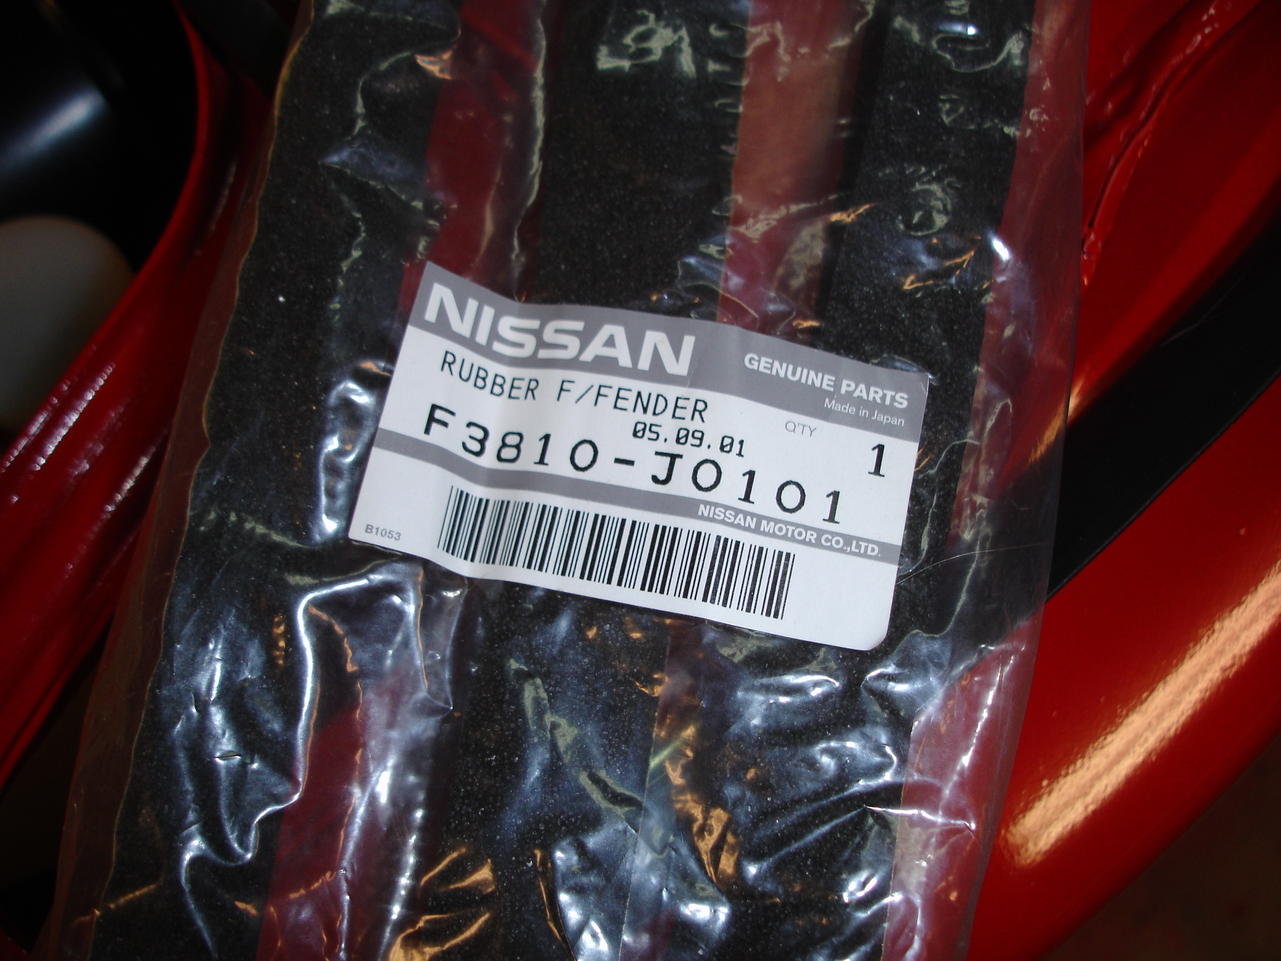 NISSAN
GENUINE PARTS
Made in Japan
RUBBER F/FENDER
05.09.01
Q'TY
1
F3810-J0101
NISSAN MOTOR CO.,LTD.
B1053